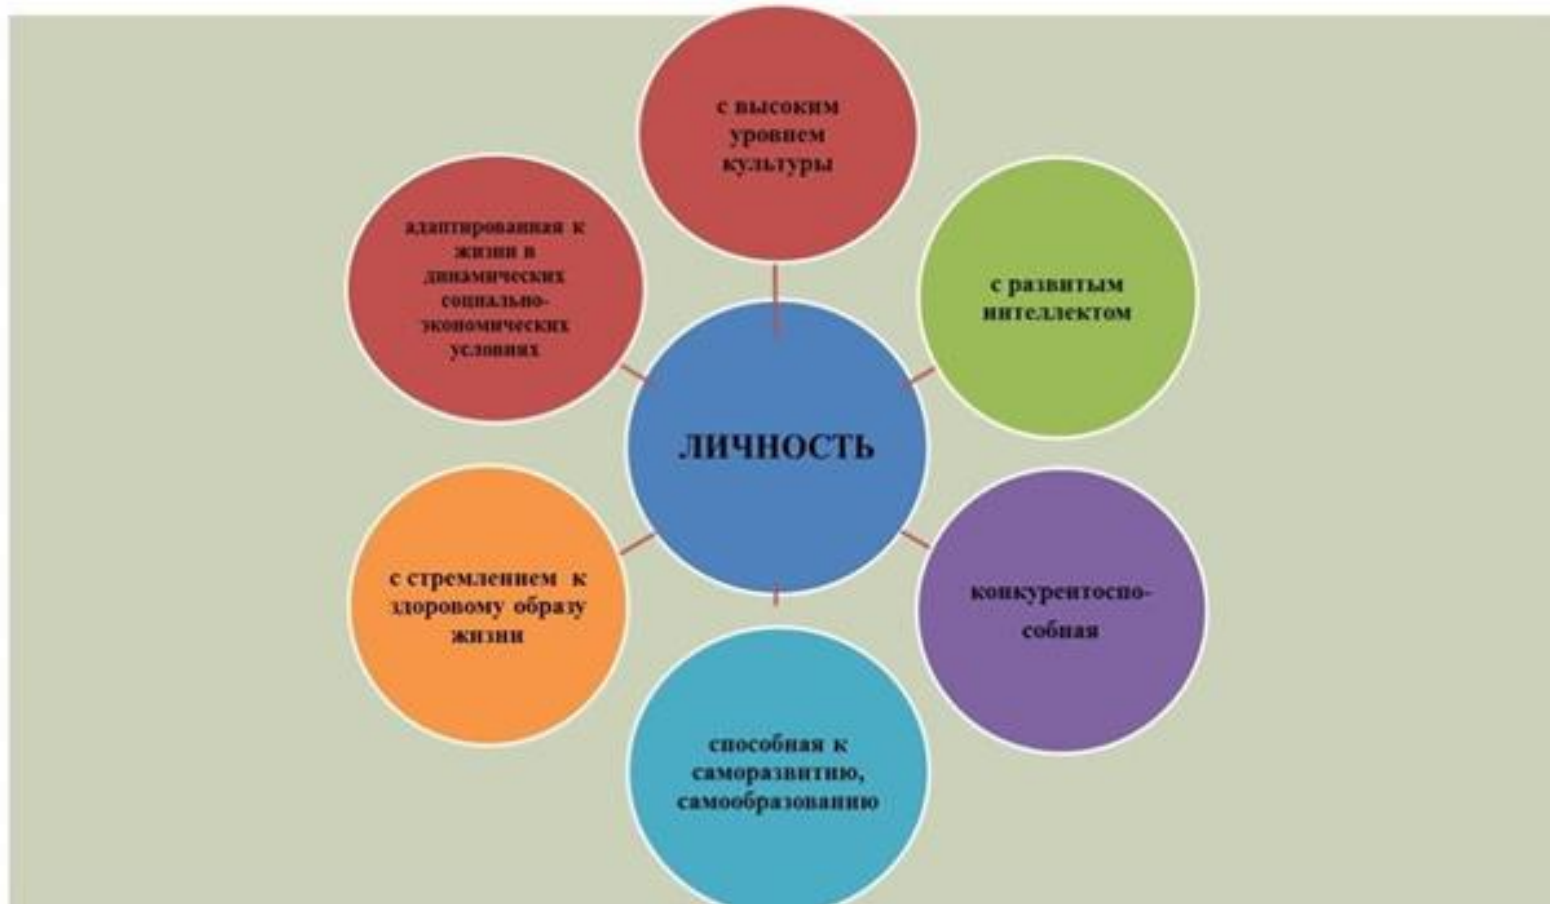 с высоким
уровнем
культуры
адаптированная к
жизни в
динамических
социально-
экономических
условиях
с развитым
интеллектом
ЛИЧНОСТЬ
с стремлением к
здоровому образу
жизни
конкурентоспо-
собная
способная к
саморазвитию,
самообразованию